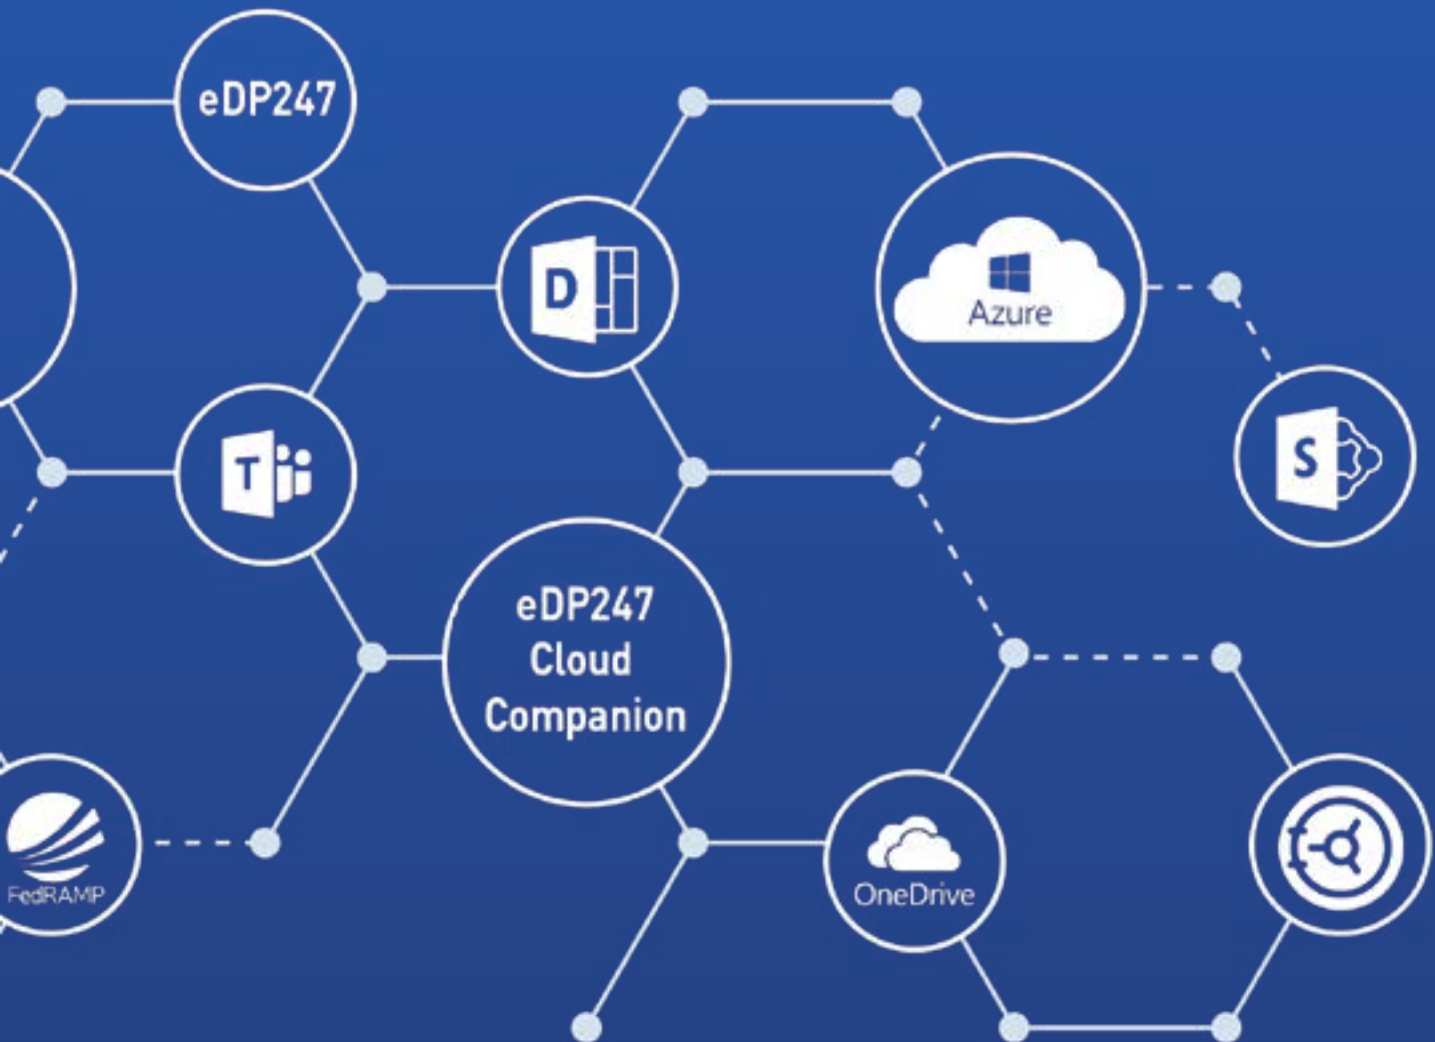 eDP247
D
Azure
T
S
eDP247
Cloud
Companion
FedRAMP
OneDrive